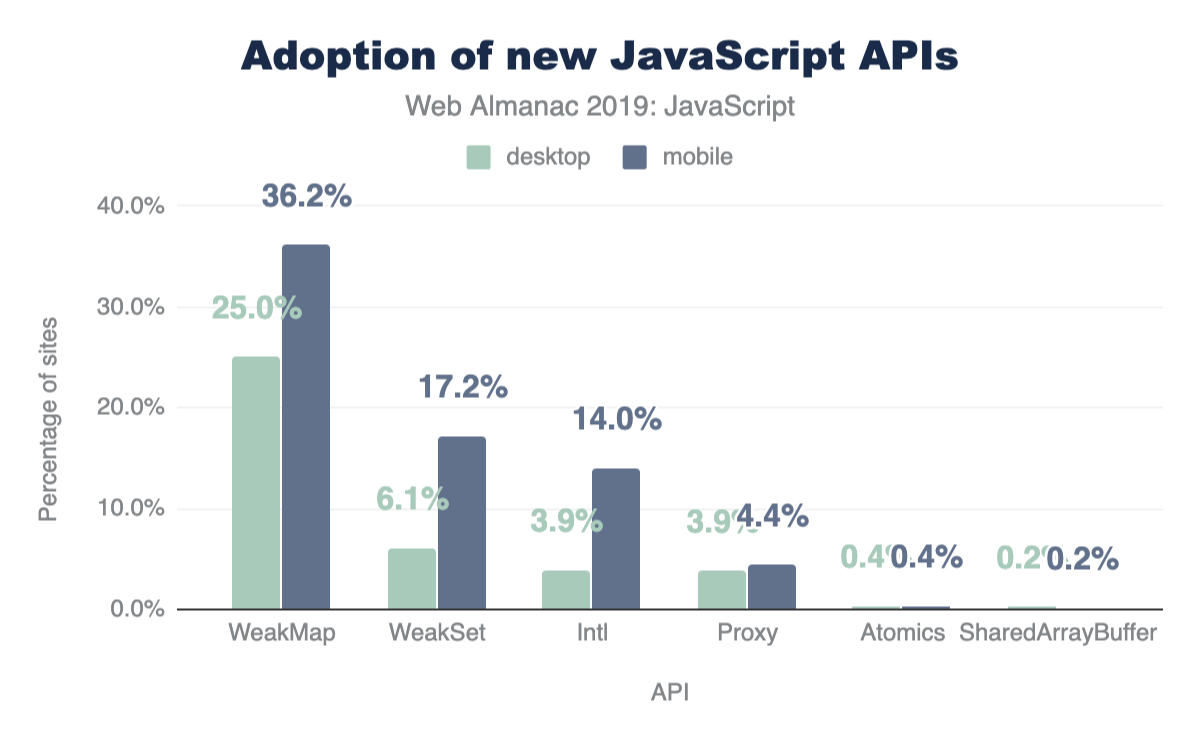 Adoption of new JavaScript APIs
Web Almanac 2019: JavaScript
desktop mobile
Percentage of sites
40.0%
30.0%
20.0%
10.0%
0.0%
25.0% 36.2%
6.1% 17.2%
3.9% 14.0%
3.9% 4.4%
0.4% 0.4%
0.2% 0.2%
WeakMap WeakSet Intl Proxy Atomics SharedArrayBuffer
API